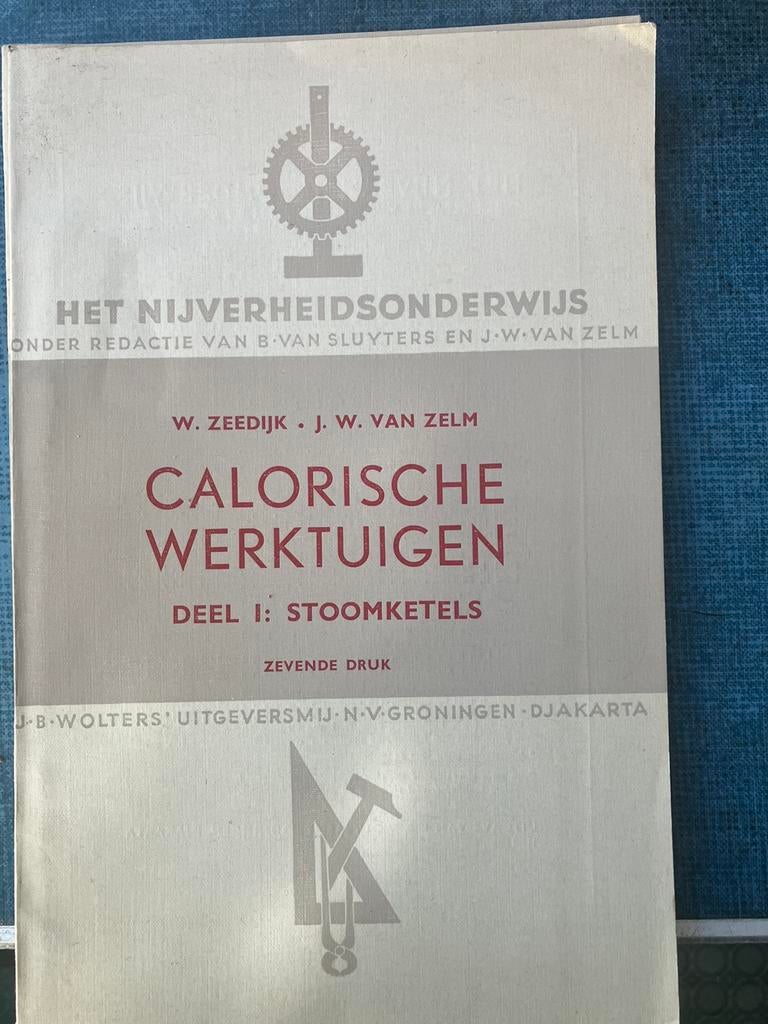 HET NIJVERHEIDSONDERWIJS
ONDER REDACTIE VAN B·VAN SLUYTERS EN J·W·VAN ZELM
W. ZEEDIJK . J. W. VAN ZELM
CALORISCHE
WERKTUIGEN
DEEL I: STOOMKETELS
ZEVENDE DRUK
J·B·WOLTERS' UITGEVERSMIJ·N·V·GRONINGEN·DJAKARTA